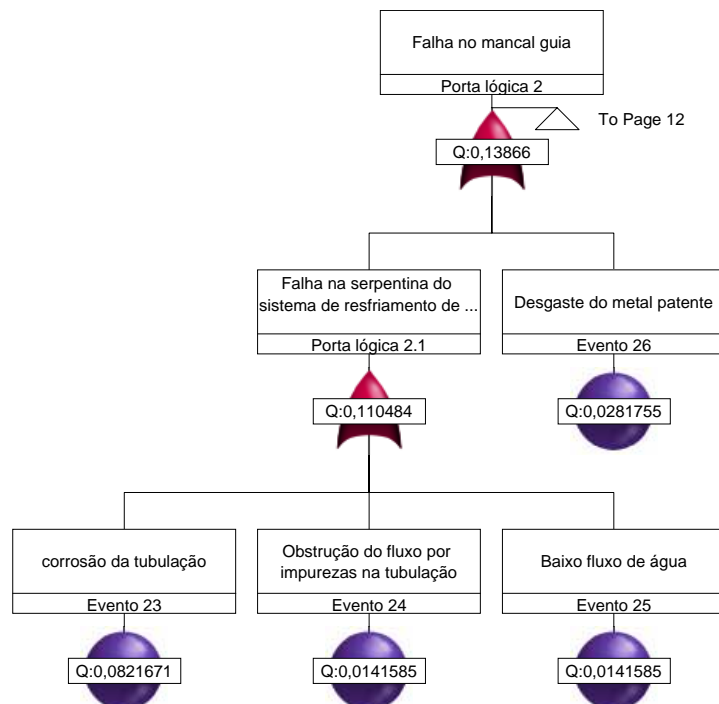 Falha no mancal guia
Porta lógica 2
To Page 12
Q:0,13866
Falha na serpentina do
sistema de resfriamento de ...
Porta lógica 2.1
Q:0,110484
Desgaste do metal patente
Evento 26
Q:0,0281755
corrosão da tubulação
Evento 23
Q:0,0821671
Obstrução do fluxo por
impurezas na tubulação
Evento 24
Q:0,0141585
Baixo fluxo de água
Evento 25
Q:0,0141585